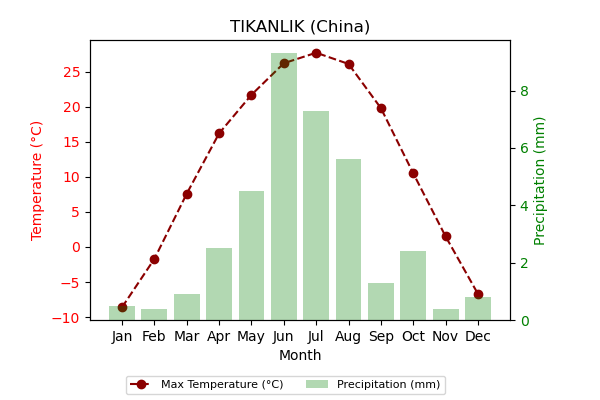 TIKANLIK (China)
Temperature (°C)
25
20
15
10
5
0
−5
−10
8
6
4
2
0
Precipitation (mm)
Jan Feb Mar Apr May Jun Jul Aug Sep Oct Nov Dec
Month
Max Temperature (°C) Precipitation (mm)